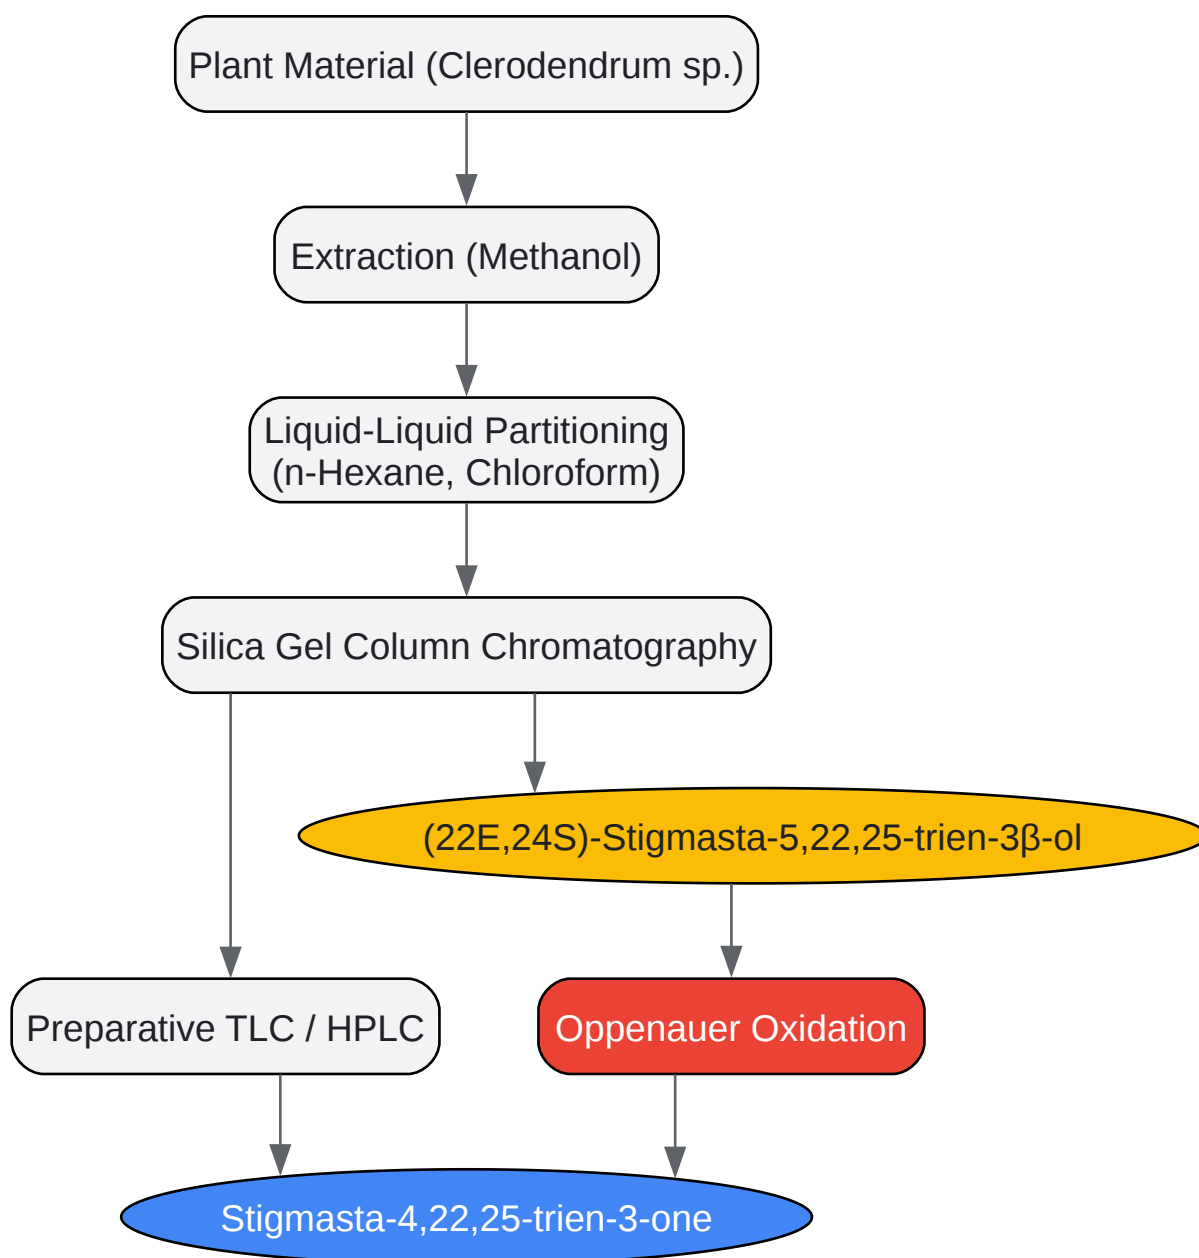 Plant Material (Clerodendrum sp.)
Extraction (Methanol)
Liquid-Liquid Partitioning
(n-Hexane, Chloroform)
Silica Gel Column Chromatography
(22E,24S)-Stigmasta-5,22,25-trien-3β-ol
Preparative TLC / HPLC
Oppenauer Oxidation
Stigmasta-4,22,25-trien-3-one